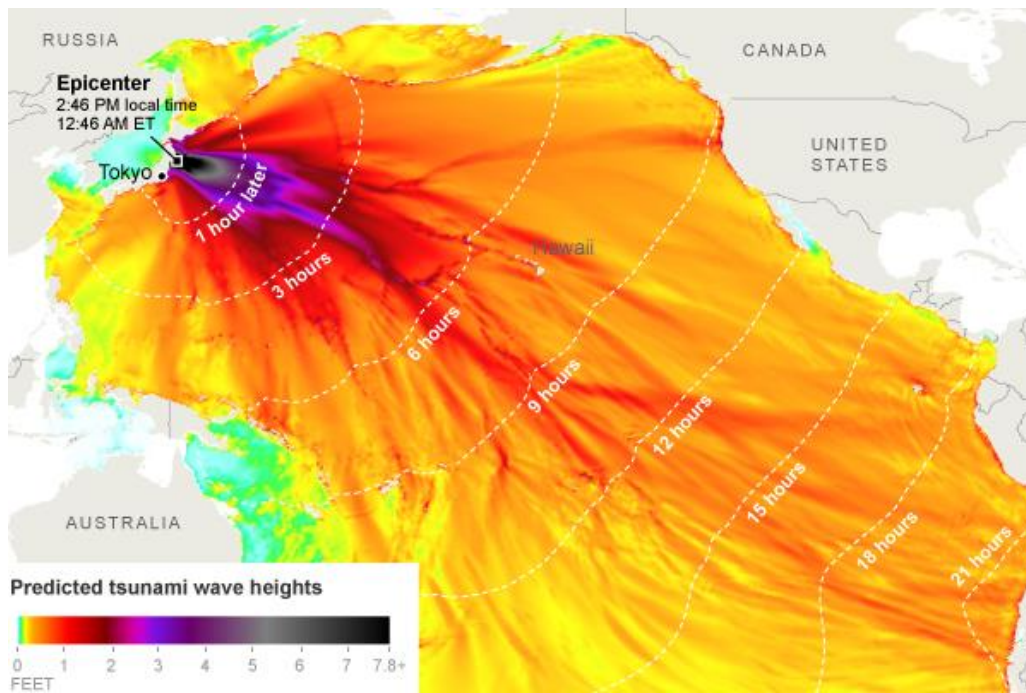 RUSSIA
CANADA
Epicenter
2:46 PM local time
12:46 AM ET
UNITED
STATES
Tokyo
1 hour later
Hawaii
3 hours
6 hours
9 hours
12 hours
15 hours
18 hours
21 hours
AUSTRALIA
Predicted tsunami wave heights
0 1 2 3 4 5 6 7 7.8+
FEET